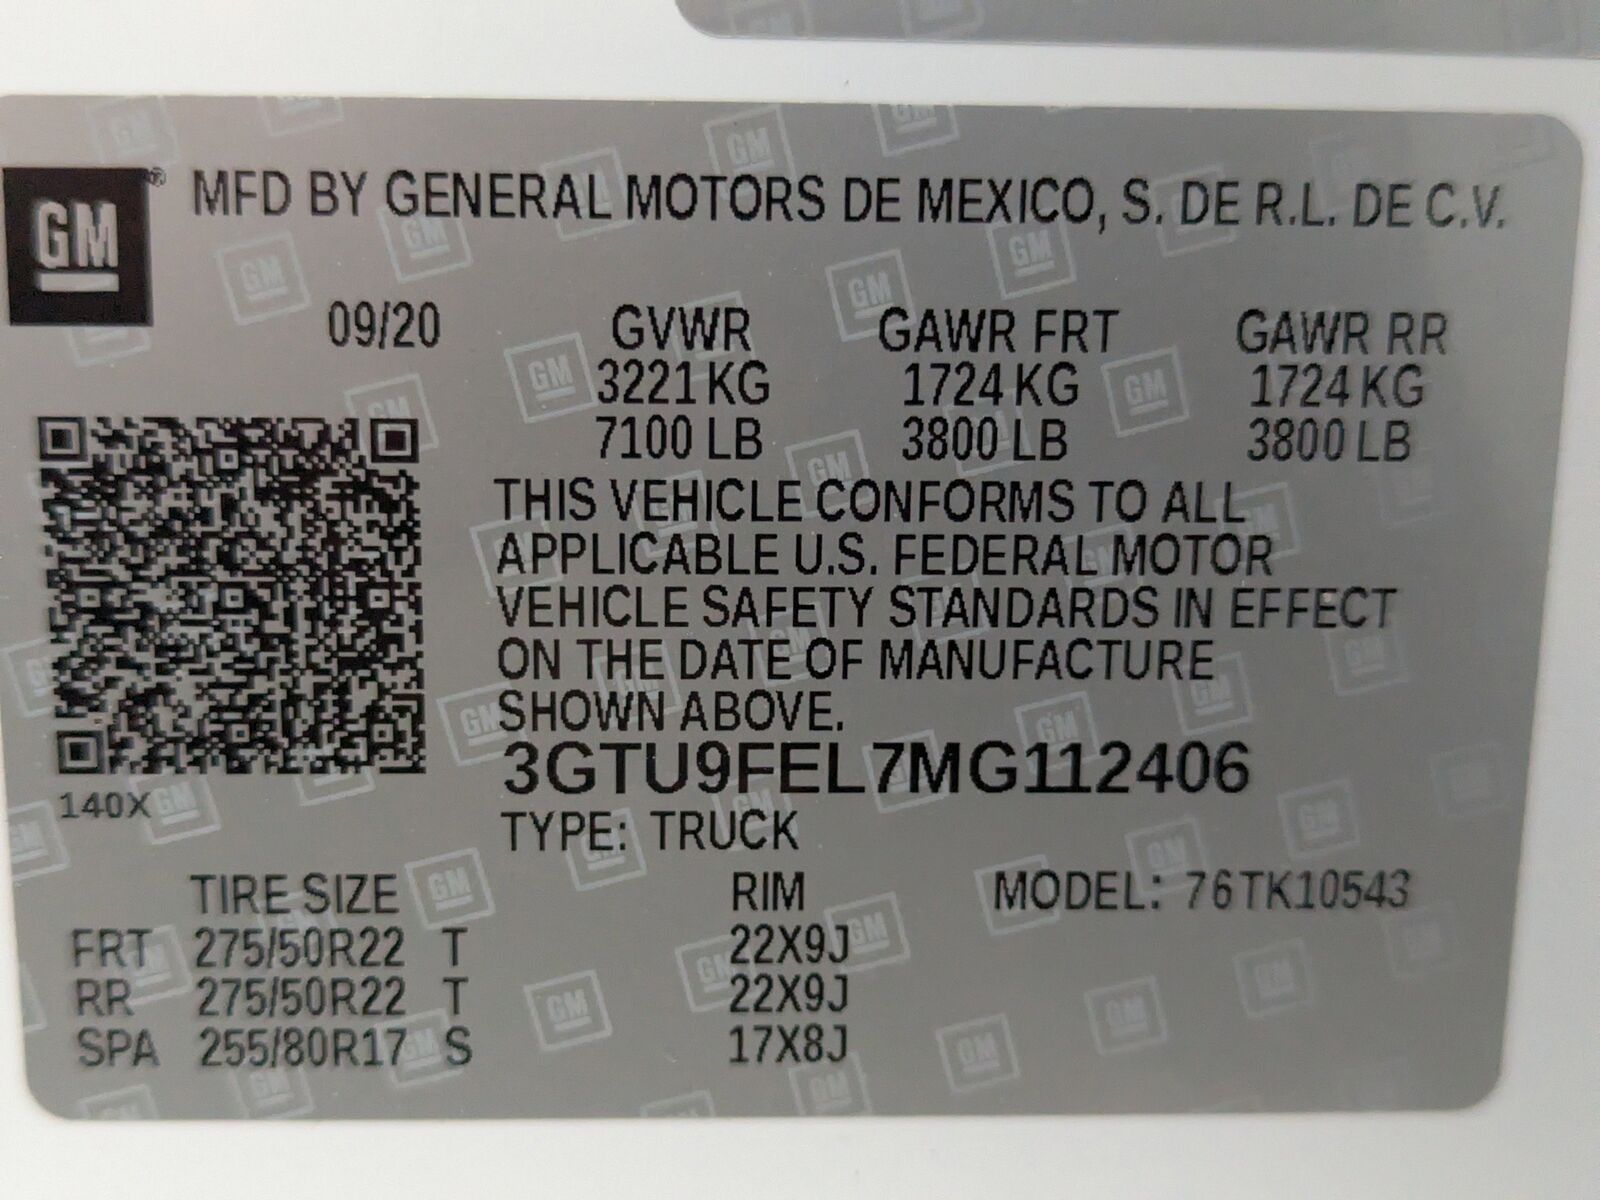 GM ® MFD BY GENERAL MOTORS DE MEXICO, S. DE R.L. DE C.V.
09/20 GVWR GAWR FRT GAWR RR
3221 KG 1724 KG 1724 KG
7100 LB 3800 LB 3800 LB
THIS VEHICLE CONFORMS TO ALL
APPLICABLE U.S. FEDERAL MOTOR
VEHICLE SAFETY STANDARDS IN EFFECT
ON THE DATE OF MANUFACTURE
SHOWN ABOVE.
3GTU9FEL7MG112406
140X
TYPE: TRUCK
TIRE SIZE RIM MODEL: 76TK10543
FRT 275/50R22 T 22X9J
RR 275/50R22 T 22X9J
SPA 255/80R17 S 17X8J